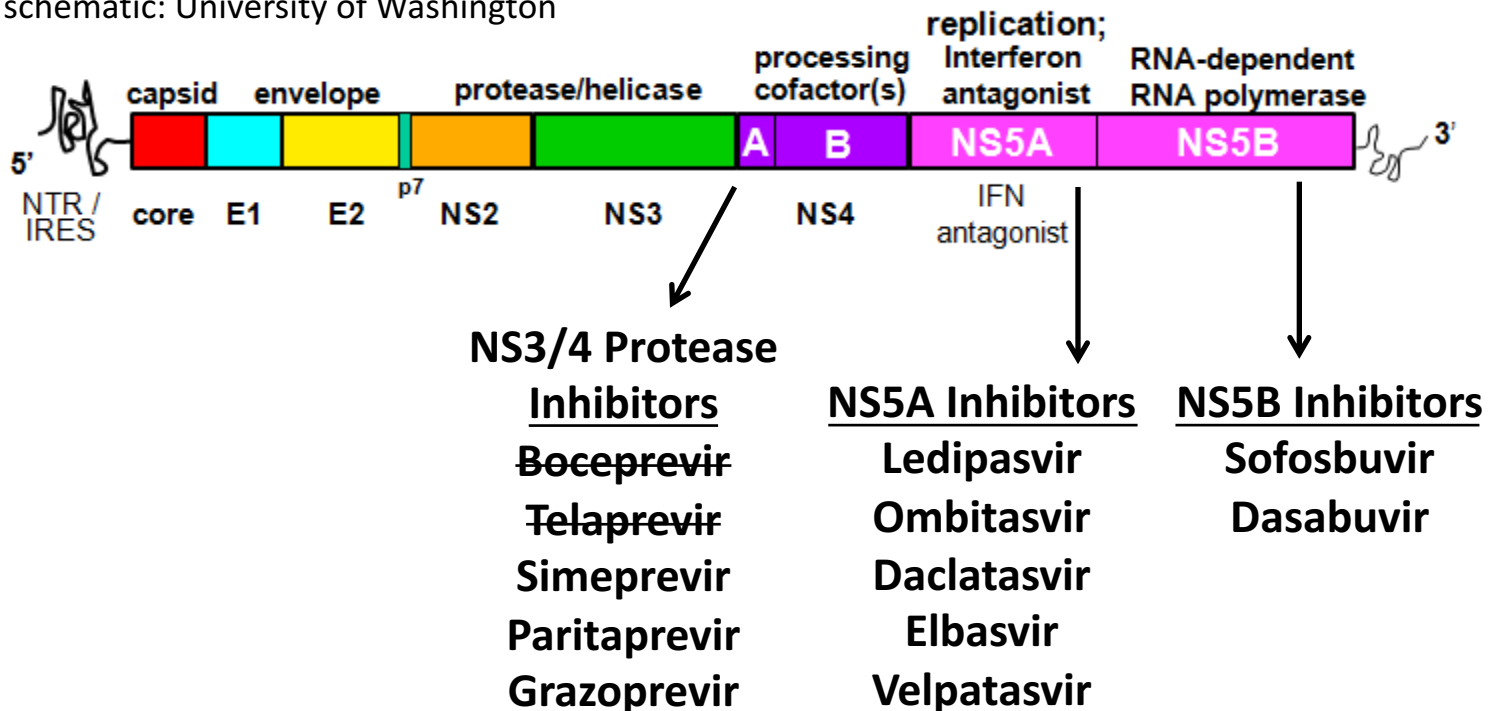 schematic: University of Washington
replication;
processing Interferon RNA-dependent
capsid envelope protease/helicase cofactor(s) antagonist RNA polymerase
A B NS5A NS5B
5’ 3’
NTR / IRES
core E1 E2 p7 NS2 NS3 NS4 IFN antagonist
NS3/4 Protease
Inhibitors NS5A Inhibitors NS5B Inhibitors
Boceprevir Ledipasvir Sofosbuvir
Telaprevir Ombitasvir Dasabuvir
Simeprevir Daclatasvir
Paritaprevir Elbasvir
Grazoprevir Velpatasvir